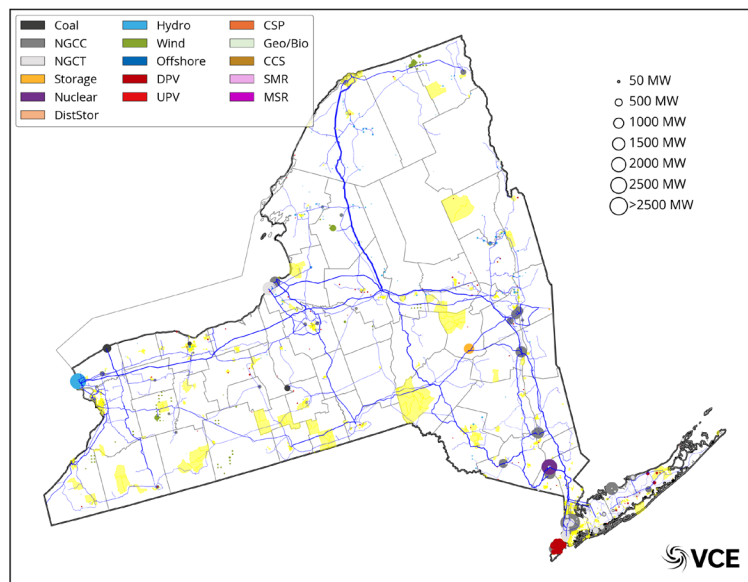 Coal
NGCC
NGCT
Storage
Nuclear
DistStor
Hydro
Wind
Offshore
DPV
UPV
CSP
Geo/Bio
CCS
SMR
MSR
50 MW
500 MW
1000 MW
1500 MW
2000 MW
2500 MW
>2500 MW
VCE